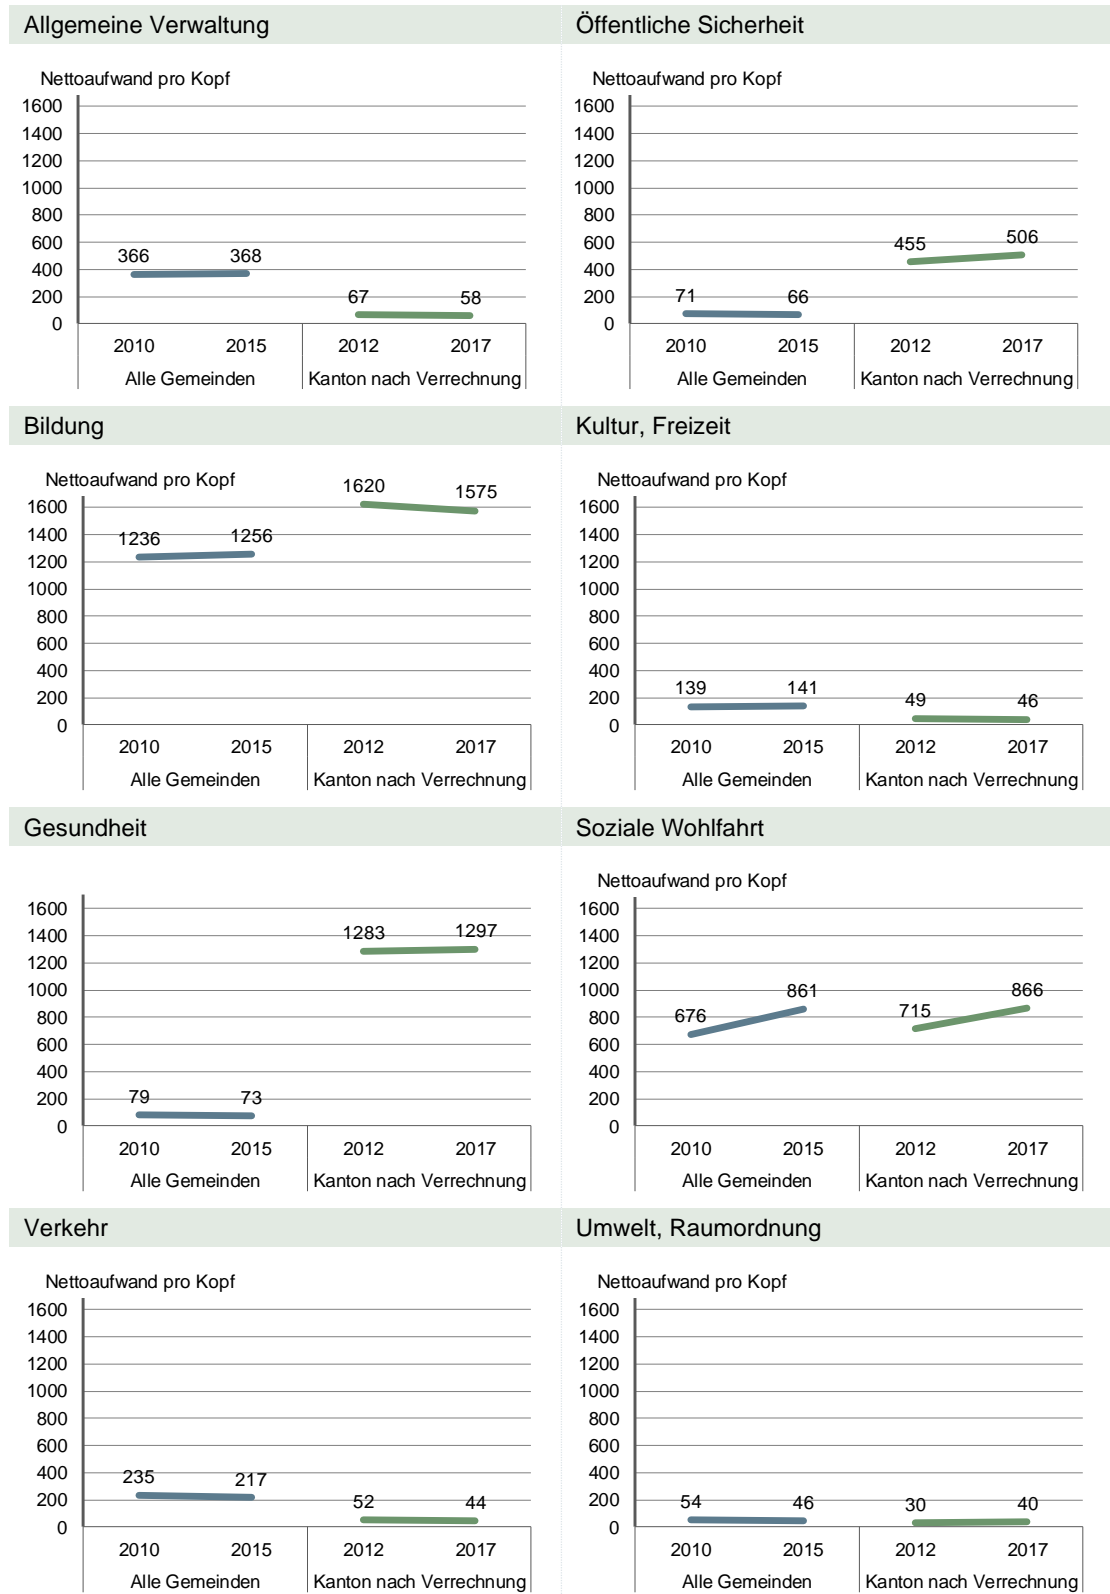 Allgemeine Verwaltung
Nettoaufwand pro Kopf
1600
1400
1200
1000
800
600
400
200
0
366 368
67 58
2010 2015 2012 2017
Alle Gemeinden Kanton nach Verrechnung
Öffentliche Sicherheit
Nettoaufwand pro Kopf
1600
1400
1200
1000
800
600
400
200
0
455 506
71 66
2010 2015 2012 2017
Alle Gemeinden Kanton nach Verrechnung
Bildung
Nettoaufwand pro Kopf
1600
1400
1200
1000
800
600
400
200
0
1620 1575
1236 1256
2010 2015 2012 2017
Alle Gemeinden Kanton nach Verrechnung
Kultur, Freizeit
Nettoaufwand pro Kopf
1600
1400
1200
1000
800
600
400
200
0
139 141
49 46
2010 2015 2012 2017
Alle Gemeinden Kanton nach Verrechnung
Gesundheit
1600
1400
1200
1000
800
600
400
200
0
1283 1297
79 73
2010 2015 2012 2017
Alle Gemeinden Kanton nach Verrechnung
Soziale Wohlfahrt
Nettoaufwand pro Kopf
1600
1400
1200
1000
800
600
400
200
0
676 861 715 866
2010 2015 2012 2017
Alle Gemeinden Kanton nach Verrechnung
Verkehr
Nettoaufwand pro Kopf
1600
1400
1200
1000
800
600
400
200
0
235 217
52 44
2010 2015 2012 2017
Alle Gemeinden Kanton nach Verrechnung
Umwelt, Raumordnung
Nettoaufwand pro Kopf
1600
1400
1200
1000
800
600
400
200
0
54 46 30 40
2010 2015 2012 2017
Alle Gemeinden Kanton nach Verrechnung